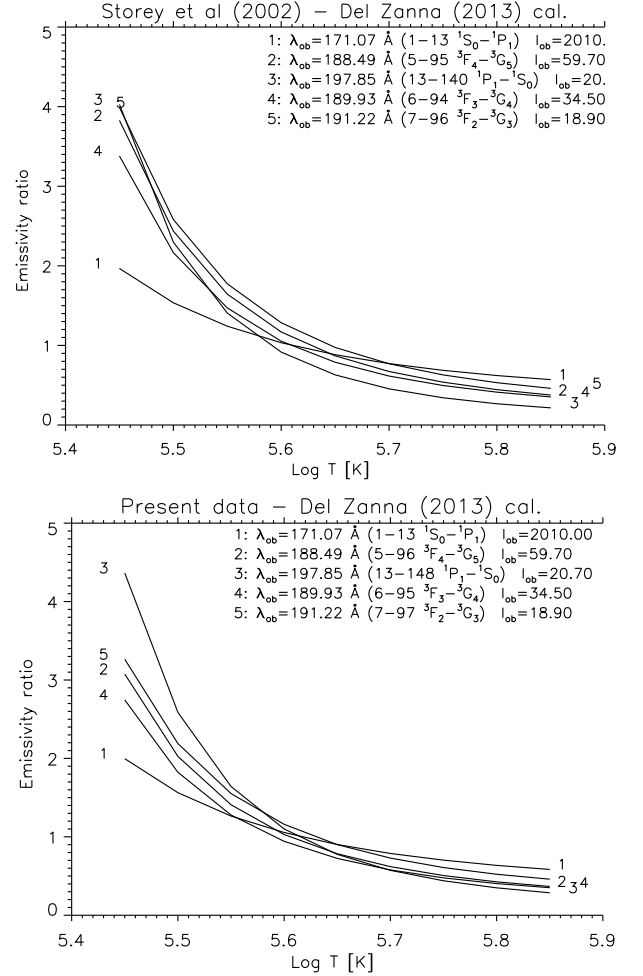 Storey et al (2002) − Del Zanna (2013) cal.
1: λob=171.07 Å (1−13 ¹S₀−¹P₁) Iob=2010.
2: λob=188.49 Å (5−95 ³F₄−³G₅) Iob=59.70
3: λob=197.85 Å (13−140 ¹P₁−¹S₀) Iob=20.
4: λob=189.93 Å (6−94 ³F₃−³G₄) Iob=34.50
5: λob=191.22 Å (7−96 ³F₂−³G₃) Iob=18.90
Emissivity ratio
5
4
3
2
1
0
3
5
2
4
1
1
2
3
4
5
5.4 5.5 5.6 5.7 5.8 5.9
Log T [K]
Present data − Del Zanna (2013) cal.
1: λob=171.07 Å (1−13 ¹S₀−¹P₁) Iob=2010.00
2: λob=188.49 Å (5−96 ³F₄−³G₅) Iob=59.70
3: λob=197.85 Å (13−148 ¹P₁−¹S₀) Iob=20.70
4: λob=189.93 Å (6−95 ³F₃−³G₄) Iob=34.50
5: λob=191.22 Å (7−97 ³F₂−³G₃) Iob=18.90
Emissivity ratio
5
4
3
2
1
0
3
5
2
4
1
1
2
3
4
5.4 5.5 5.6 5.7 5.8 5.9
Log T [K]